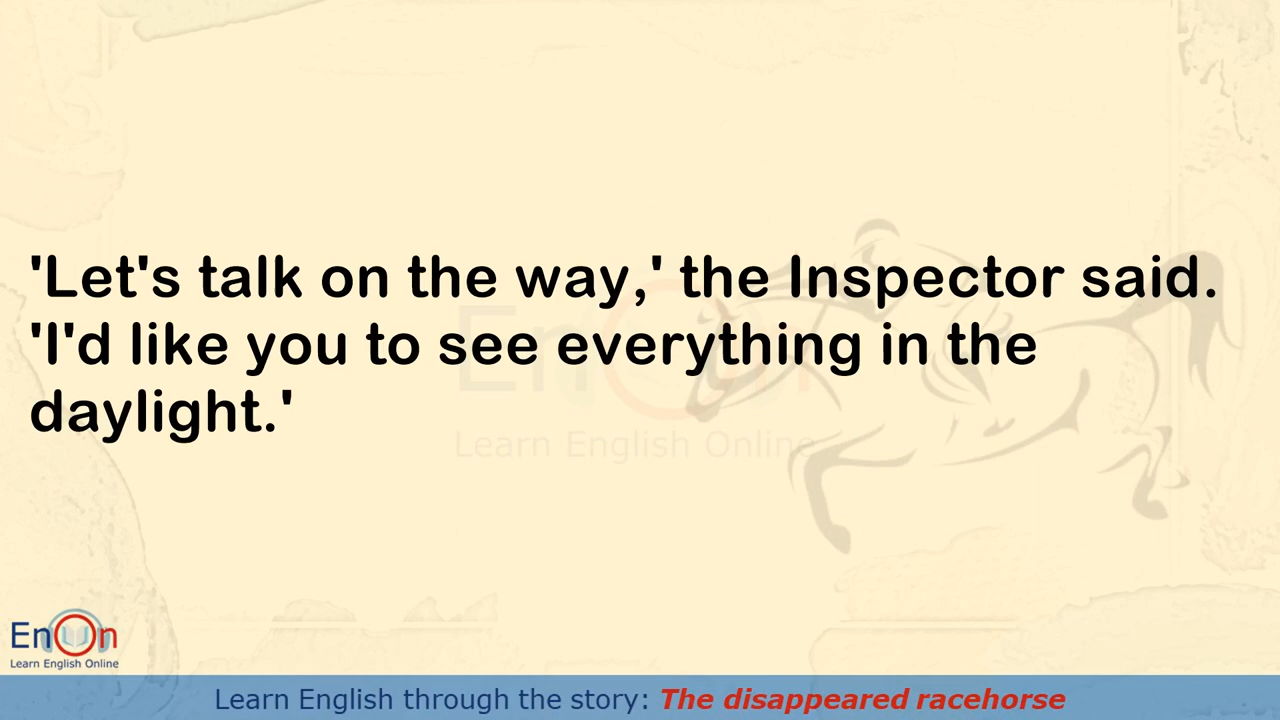 'Let's talk on the way,' the Inspector said.
'I'd like you to see everything in the
daylight.'
EnOn
Learn English Online
EnOn
Learn English Online
Learn English through the story: The disappeared racehorse